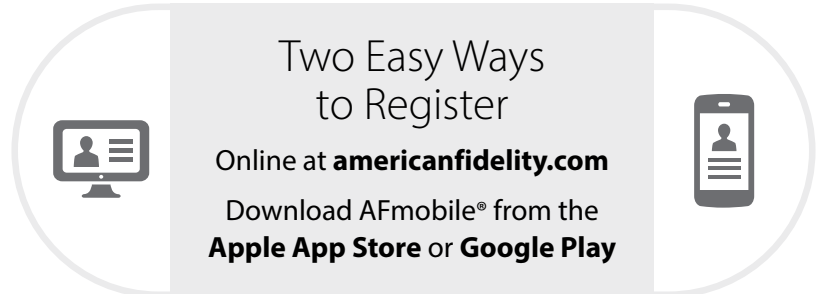 Two Easy Ways
to Register
Online at americanfidelity.com
Download AFmobile® from the
Apple App Store or Google Play